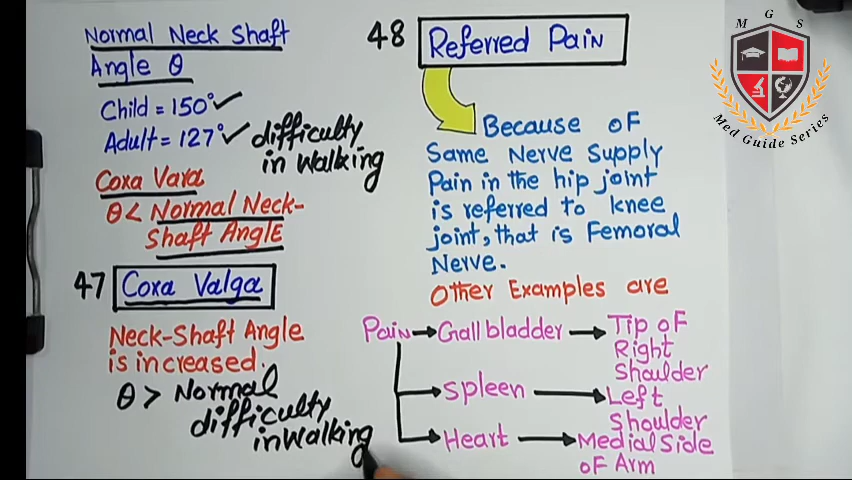 Normal Neck Shaft
Angle θ
Child = 150°✓
Adult = 127°✓
difficulty
in walking
Coxa Vara
θ < Normal Neck-
Shaft Angle
47 Coxa Valga
Neck-Shaft Angle
is increased.
θ > Normal
difficulty
in walking
48 Referred Pain
Because of
Same Nerve Supply
Pain in the hip joint
is referred to knee
joint, that is Femoral
Nerve.
Other Examples are
Pain → Gall bladder → Tip of
Right
Shoulder
Spleen → Left
Shoulder
Heart → Medial Side
of Arm
M G S
Med Guide Series